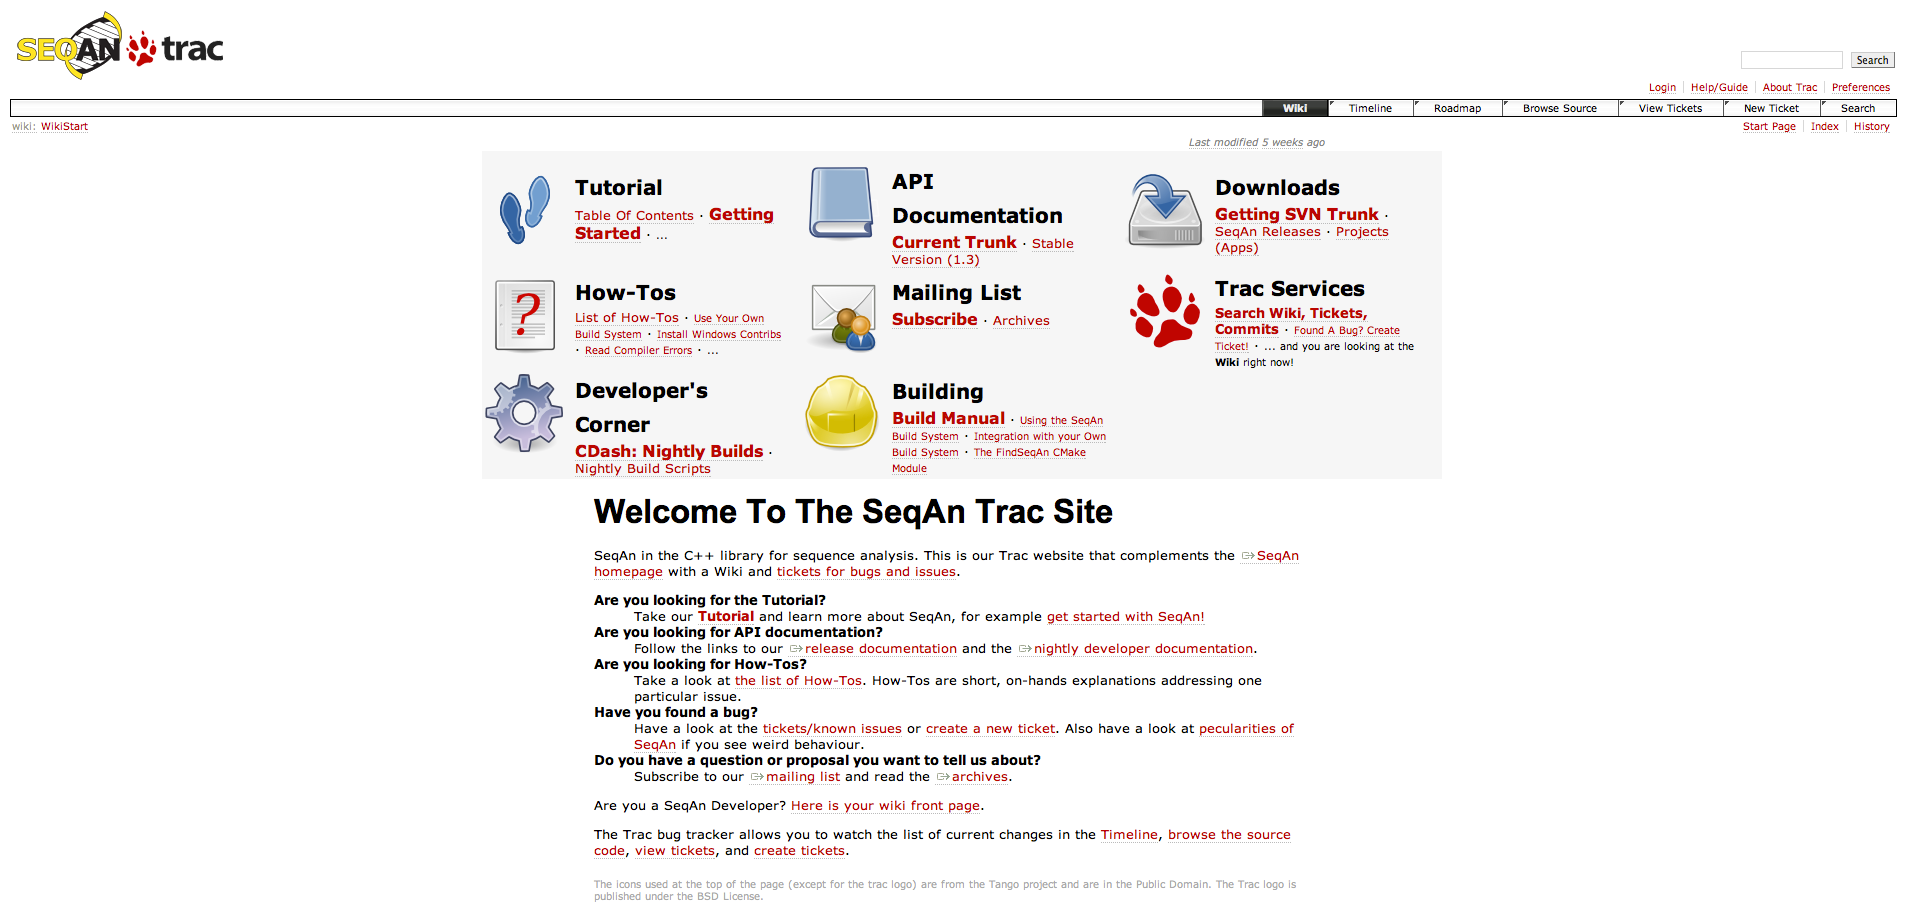 SEQAN trac
Search
Login Help/Guide About Trac Preferences
Wiki Timeline Roadmap Browse Source View Tickets New Ticket Search
wiki: WikiStart
Start Page Index History
Last modified 5 weeks ago
Tutorial
Table Of Contents · Getting
Started · ...
API
Documentation
Current Trunk · Stable
Version (1.3)
Downloads
Getting SVN Trunk ·
SeqAn Releases · Projects
(Apps)
How-Tos
List of How-Tos · Use Your Own
Build System · Install Windows Contribs
· Read Compiler Errors · ...
Mailing List
Subscribe · Archives
Trac Services
Search Wiki, Tickets,
Commits · Found A Bug? Create
Ticket! · ... and you are looking at the
Wiki right now!
Developer's
Corner
CDash: Nightly Builds ·
Nightly Build Scripts
Building
Build Manual · Using the SeqAn
Build System · Integration with your Own
Build System · The FindSeqAn CMake
Module
Welcome To The SeqAn Trac Site
SeqAn in the C++ library for sequence analysis. This is our Trac website that complements the SeqAn
homepage with a Wiki and tickets for bugs and issues.
Are you looking for the Tutorial?
Take our Tutorial and learn more about SeqAn, for example get started with SeqAn!
Are you looking for API documentation?
Follow the links to our release documentation and the nightly developer documentation.
Are you looking for How-Tos?
Take a look at the list of How-Tos. How-Tos are short, on-hands explanations addressing one
particular issue.
Have you found a bug?
Have a look at the tickets/known issues or create a new ticket. Also have a look at pecularities of
SeqAn if you see weird behaviour.
Do you have a question or proposal you want to tell us about?
Subscribe to our mailing list and read the archives.
Are you a SeqAn Developer? Here is your wiki front page.
The Trac bug tracker allows you to watch the list of current changes in the Timeline, browse the source
code, view tickets, and create tickets.
The icons used at the top of the page (except for the trac logo) are from the Tango project and are in the Public Domain. The Trac logo is
published under the BSD License.